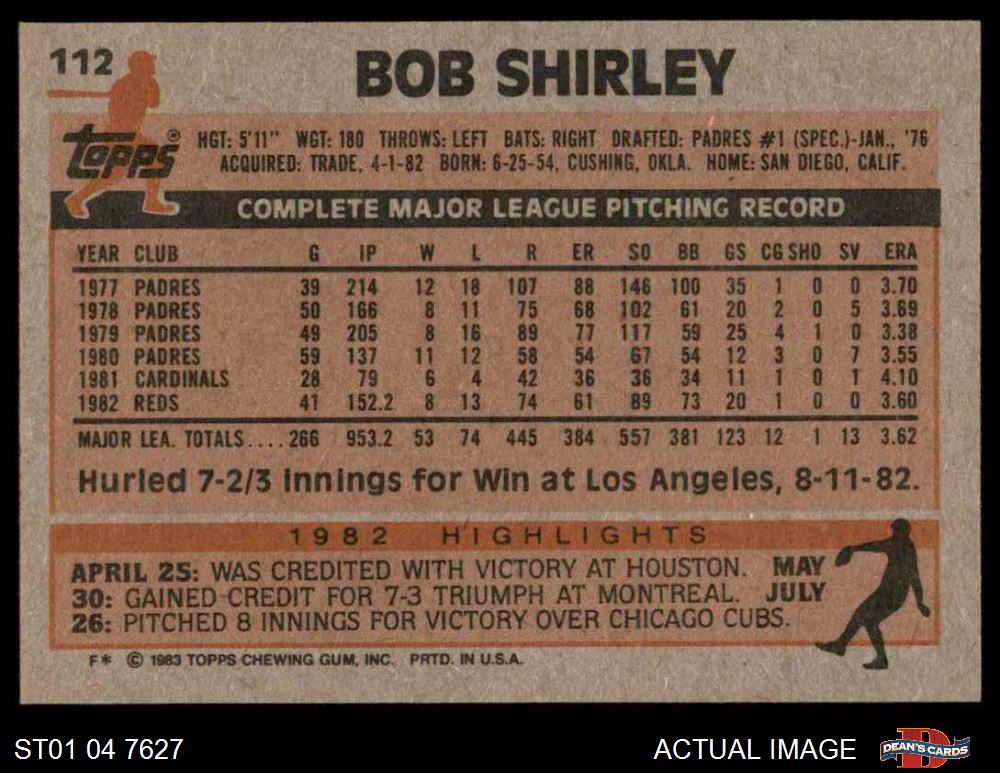 112
BOB SHIRLEY
Topps®
HGT: 5'11" WGT: 180 THROWS: LEFT BATS: RIGHT DRAFTED: PADRES #1 (SPEC.)-JAN., '76
ACQUIRED: TRADE, 4-1-82 BORN: 6-25-54, CUSHING, OKLA. HOME: SAN DIEGO, CALIF.
COMPLETE MAJOR LEAGUE PITCHING RECORD
YEAR CLUB G IP W L R ER SO BB GS CG SHO SV ERA
1977 PADRES 39 214 12 18 107 88 146 100 35 1 0 0 3.70
1978 PADRES 50 166 8 11 75 68 102 61 20 2 0 5 3.69
1979 PADRES 49 205 8 16 89 77 117 59 25 4 1 0 3.38
1980 PADRES 59 137 11 12 58 54 67 54 12 3 0 7 3.55
1981 CARDINALS 28 79 6 4 42 36 36 34 11 1 0 1 4.10
1982 REDS 41 152.2 8 13 74 61 89 73 20 1 0 0 3.60
MAJOR LEA. TOTALS.... 266 953.2 53 74 445 384 557 381 123 12 1 13 3.62
Hurled 7-2/3 Innings for Win at Los Angeles, 8-11-82.
1982 HIGHLIGHTS
APRIL 25: WAS CREDITED WITH VICTORY AT HOUSTON. MAY
30: GAINED CREDIT FOR 7-3 TRIUMPH AT MONTREAL. JULY
26: PITCHED 8 INNINGS FOR VICTORY OVER CHICAGO CUBS.
F* © 1983 TOPPS CHEWING GUM, INC. PRTD. IN U.S.A.
ST01 04 7627
ACTUAL IMAGE
DEAN'S CARDS